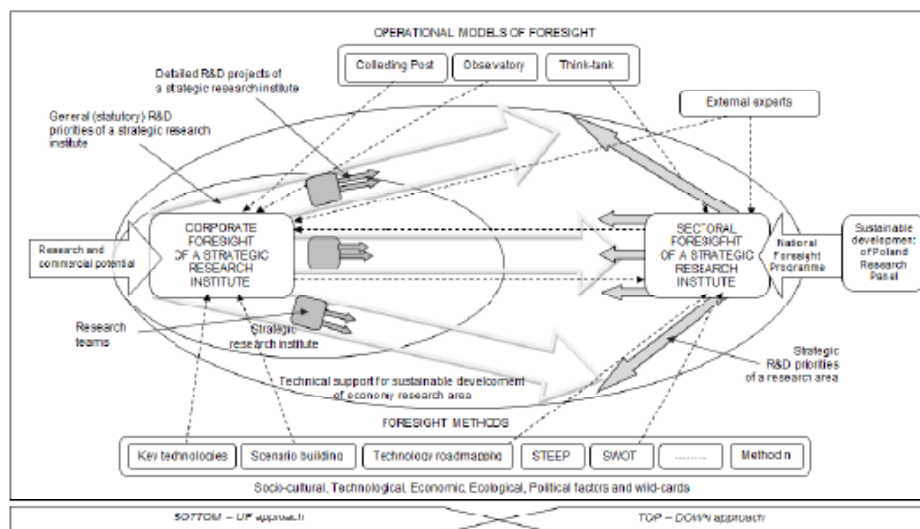 OPERATIONAL MODELS OF FORESIGHT
Collecting Post
Observatory
Think-tank
Detailed R&D projects of
a strategic research institute
External experts
General (statutory) R&D
priorities of a strategic research
institute
CORPORATE
FORESIGHT
OF A STRATEGIC
RESEARCH
INSTITUTE
SECTORAL
FORESIGHT
OF A STRATEGIC
RESEARCH
INSTITUTE
Research and
commercial potential
National
Foresight
Programme
Sustainable
development
of Poland
Research
Panel
Research
teams
Strategic
research institute
Strategic
R&D priorities
of a research area
Technical support for sustainable development
of economy research area
FORESIGHT METHODS
Key technologies
Scenario building
Technology roadmapping
STEEP
SWOT
..........
Method n
Socio-cultural, Technological, Economic, Ecological, Political factors and wild-cards
BOTTOM – UP approach
TOP – DOWN approach